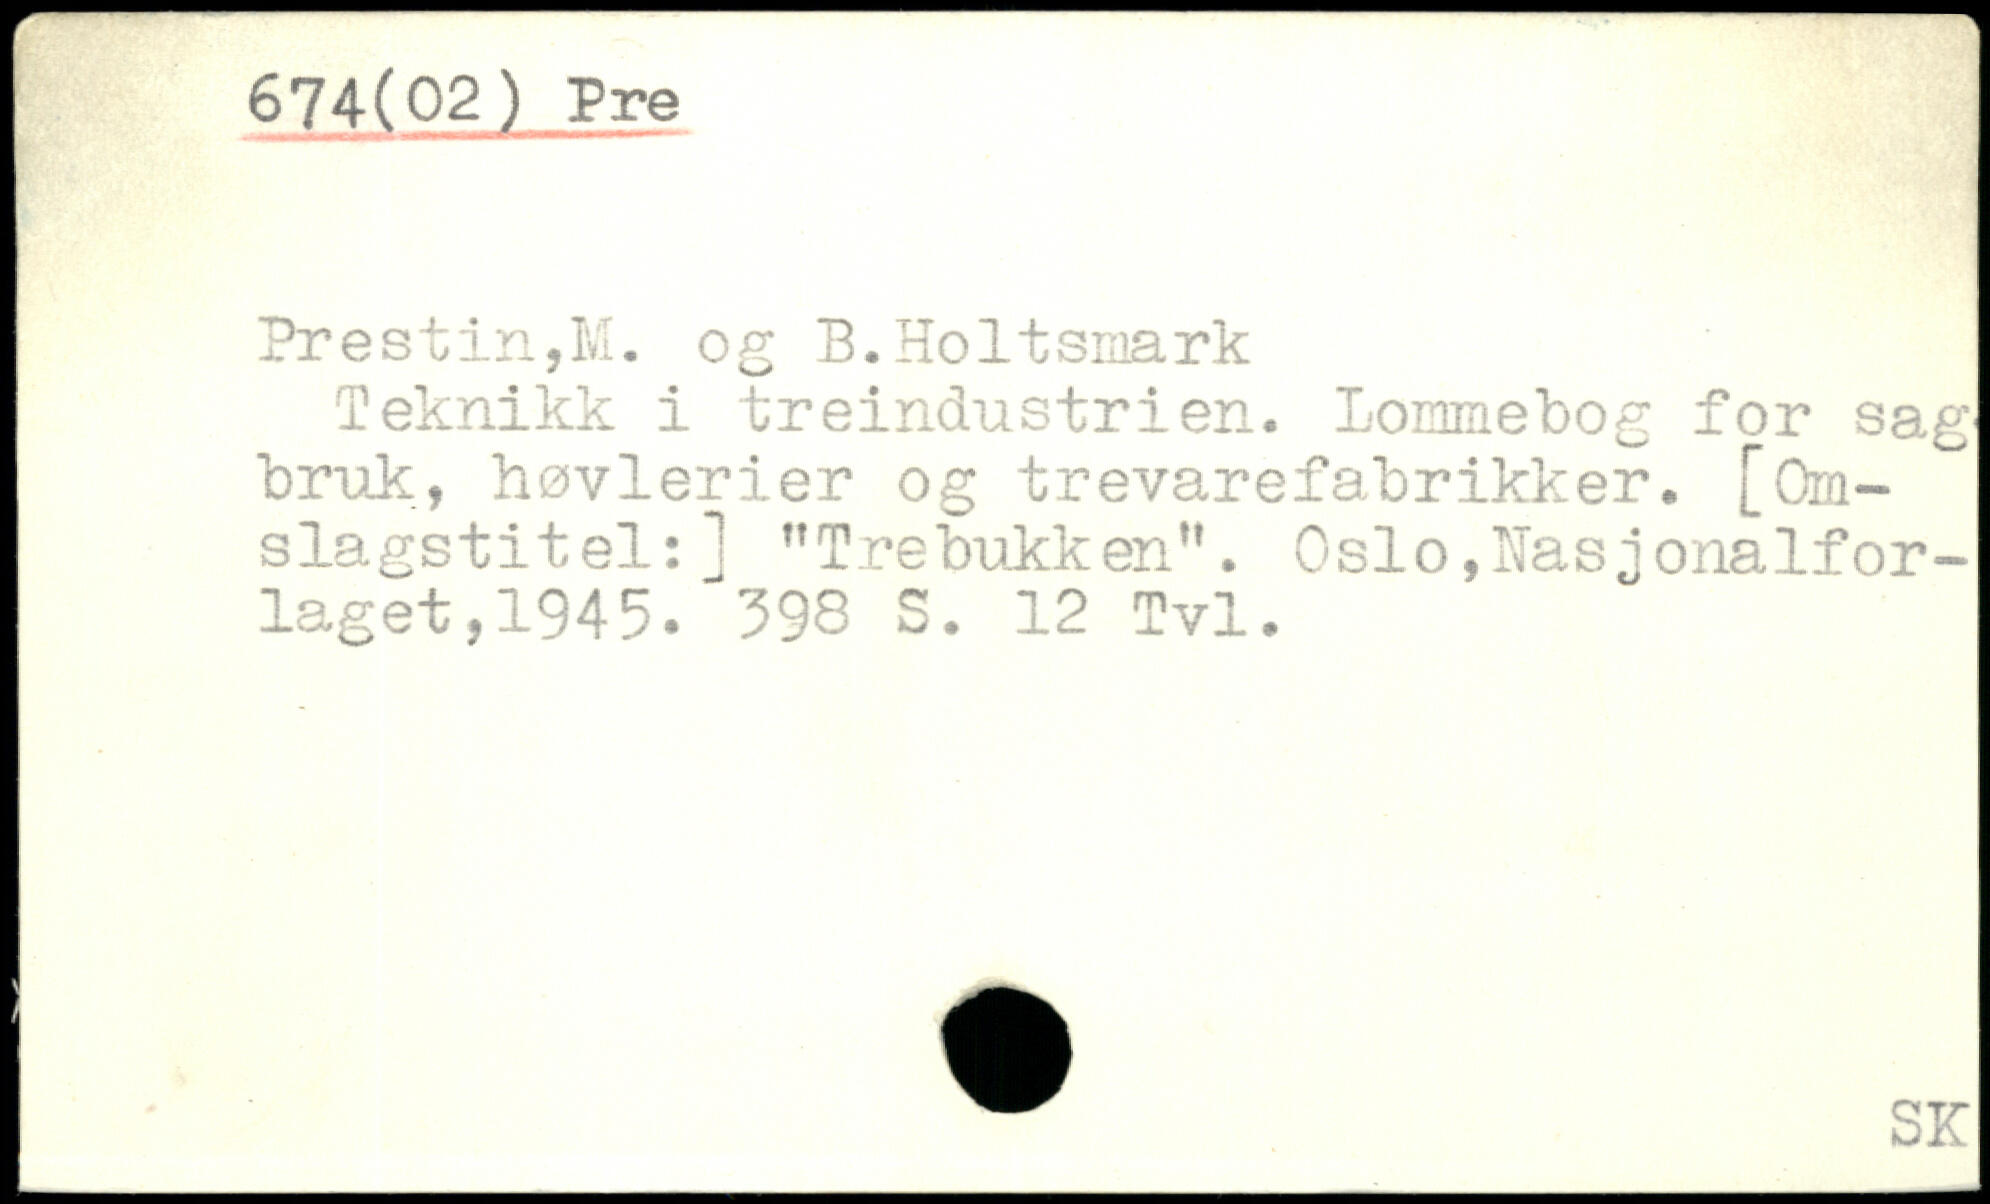 674(02) Pre
Prestin,M. og B.Holtsmark
Teknikk i treindustrien. Lommebog for sag-
bruk, høvlerier og trevarefabrikker. [Om-
slagstitel:] "Trebukken". Oslo,Nasjonalfor-
laget,1945. 398 S. 12 Tvl.
SK